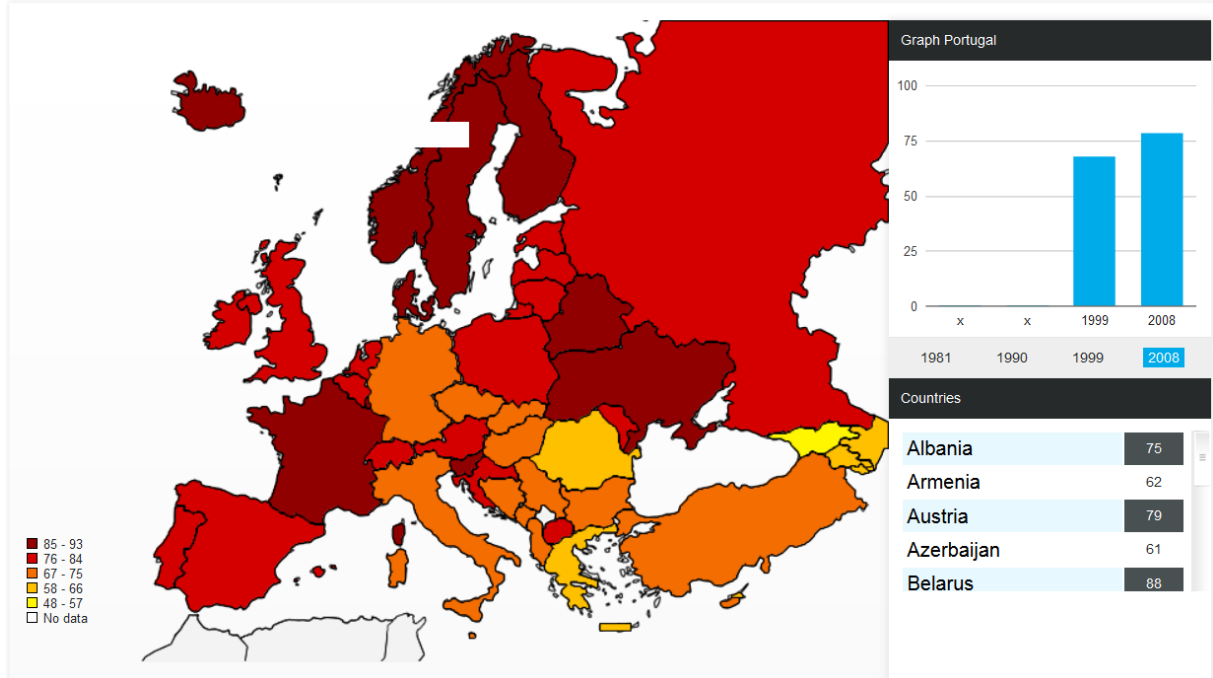 Graph Portugal
100
75
50
25
0
x x 1999 2008
1981 1990 1999 2008
Countries
Albania 75
Armenia 62
Austria 79
Azerbaijan 61
Belarus 88
85 - 93
76 - 84
67 - 75
58 - 66
48 - 57
No data